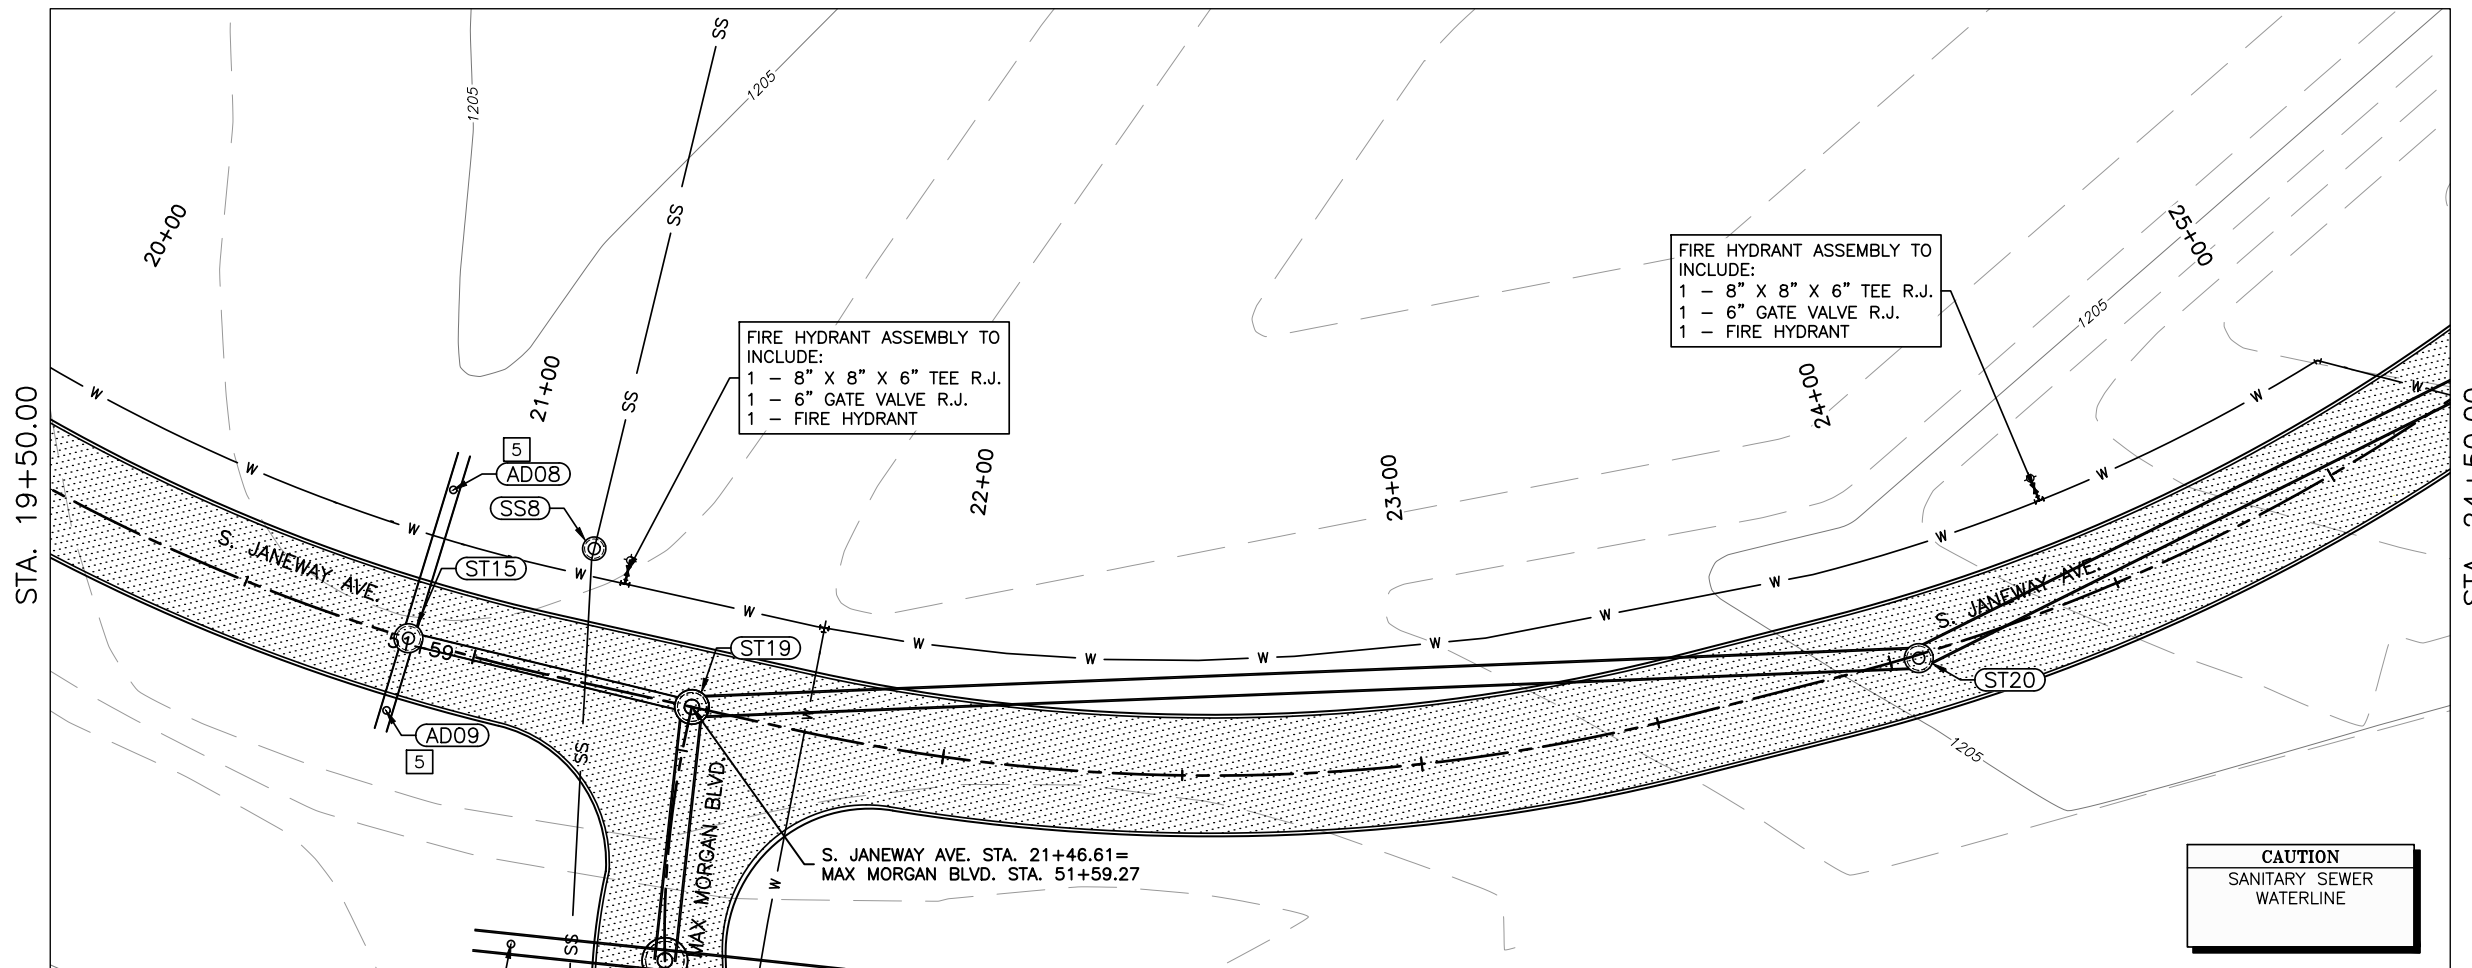 SS
1205
1205
SS
20+00
25+00
FIRE HYDRANT ASSEMBLY TO
INCLUDE:
1 - 8" X 8" X 6" TEE R.J.
1 - 6" GATE VALVE R.J.
1 - FIRE HYDRANT
1205
FIRE HYDRANT ASSEMBLY TO
INCLUDE:
1 - 8" X 8" X 6" TEE R.J.
1 - 6" GATE VALVE R.J.
1 - FIRE HYDRANT
21+00
SS
24+00
W
W
W
W
STA. 19+50.00
5
AD08
W
W
22+00
23+00
SS8
W
W
S. JANEWAY AVE.
ST15
W
W
W
W
W
W
W
W
W
S. JANEWAY AVE.
ST19
ST20
AD09
5
SS
W
1205
MAX MORGAN BLVD.
S. JANEWAY AVE. STA. 21+46.61=
MAX MORGAN BLVD. STA. 51+59.27
W
SS
CAUTION
SANITARY SEWER
WATERLINE